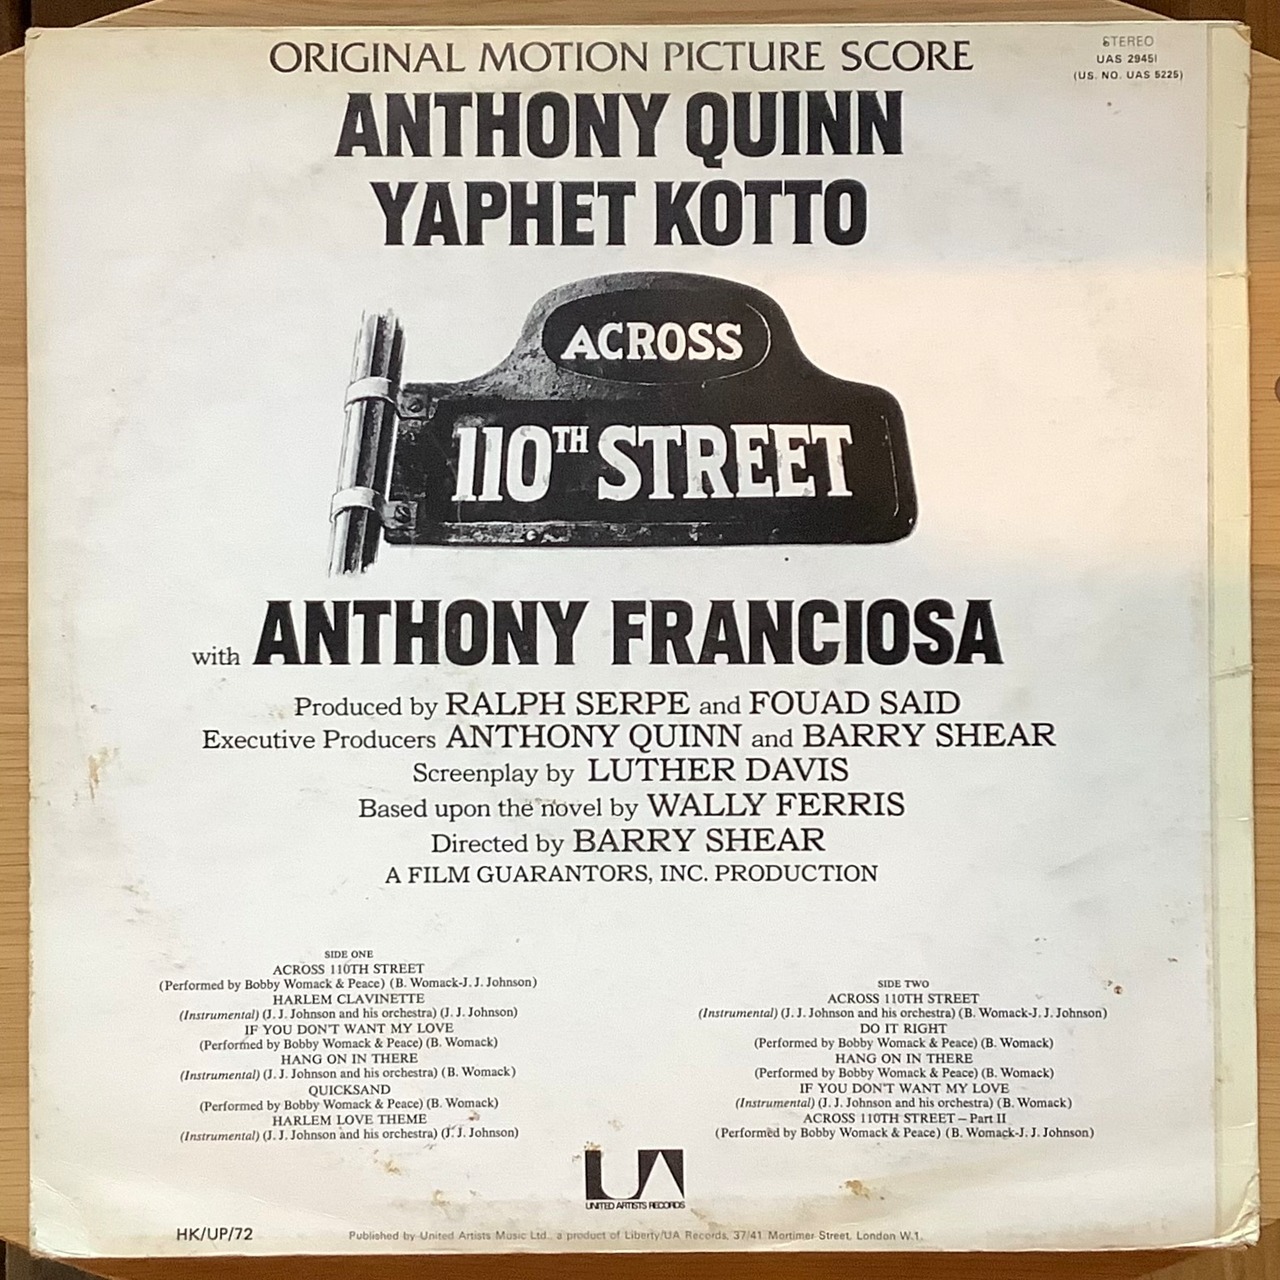 ORIGINAL MOTION PICTURE SCORE
STEREO
UAS 29451
(US. NO. UAS 5225)
ANTHONY QUINN
YAPHET KOTTO
ACROSS
110TH STREET
with ANTHONY FRANCIOSA
Produced by RALPH SERPE and FOUAD SAID
Executive Producers ANTHONY QUINN and BARRY SHEAR
Screenplay by LUTHER DAVIS
Based upon the novel by WALLY FERRIS
Directed by BARRY SHEAR
A FILM GUARANTORS, INC. PRODUCTION
SIDE ONE
ACROSS 110TH STREET
(Performed by Bobby Womack & Peace) (B. Womack-J. J. Johnson)
HARLEM CLAVINETTE
(Instrumental) (J. J. Johnson and his orchestra) (J. J. Johnson)
IF YOU DON'T WANT MY LOVE
(Performed by Bobby Womack & Peace) (B. Womack)
HANG ON IN THERE
(Instrumental) (J. J. Johnson and his orchestra) (B. Womack)
QUICKSAND
(Performed by Bobby Womack & Peace) (B. Womack)
HARLEM LOVE THEME
(Instrumental) (J. J. Johnson and his orchestra) (J. J. Johnson)
SIDE TWO
ACROSS 110TH STREET
(Instrumental) (J. J. Johnson and his orchestra) (B. Womack-J. J. Johnson)
DO IT RIGHT
(Performed by Bobby Womack & Peace) (B. Womack)
HANG ON IN THERE
(Performed by Bobby Womack & Peace) (B. Womack)
IF YOU DON'T WANT MY LOVE
(Instrumental) (J. J. Johnson and his orchestra) (B. Womack)
ACROSS 110TH STREET – Part II
(Performed by Bobby Womack & Peace) (B. Womack-J. J. Johnson)
UA
UNITED ARTISTS RECORDS
HK/UP/72
Published by United Artists Music Ltd., a product of Liberty/UA Records, 37/41 Mortimer Street, London W.1.